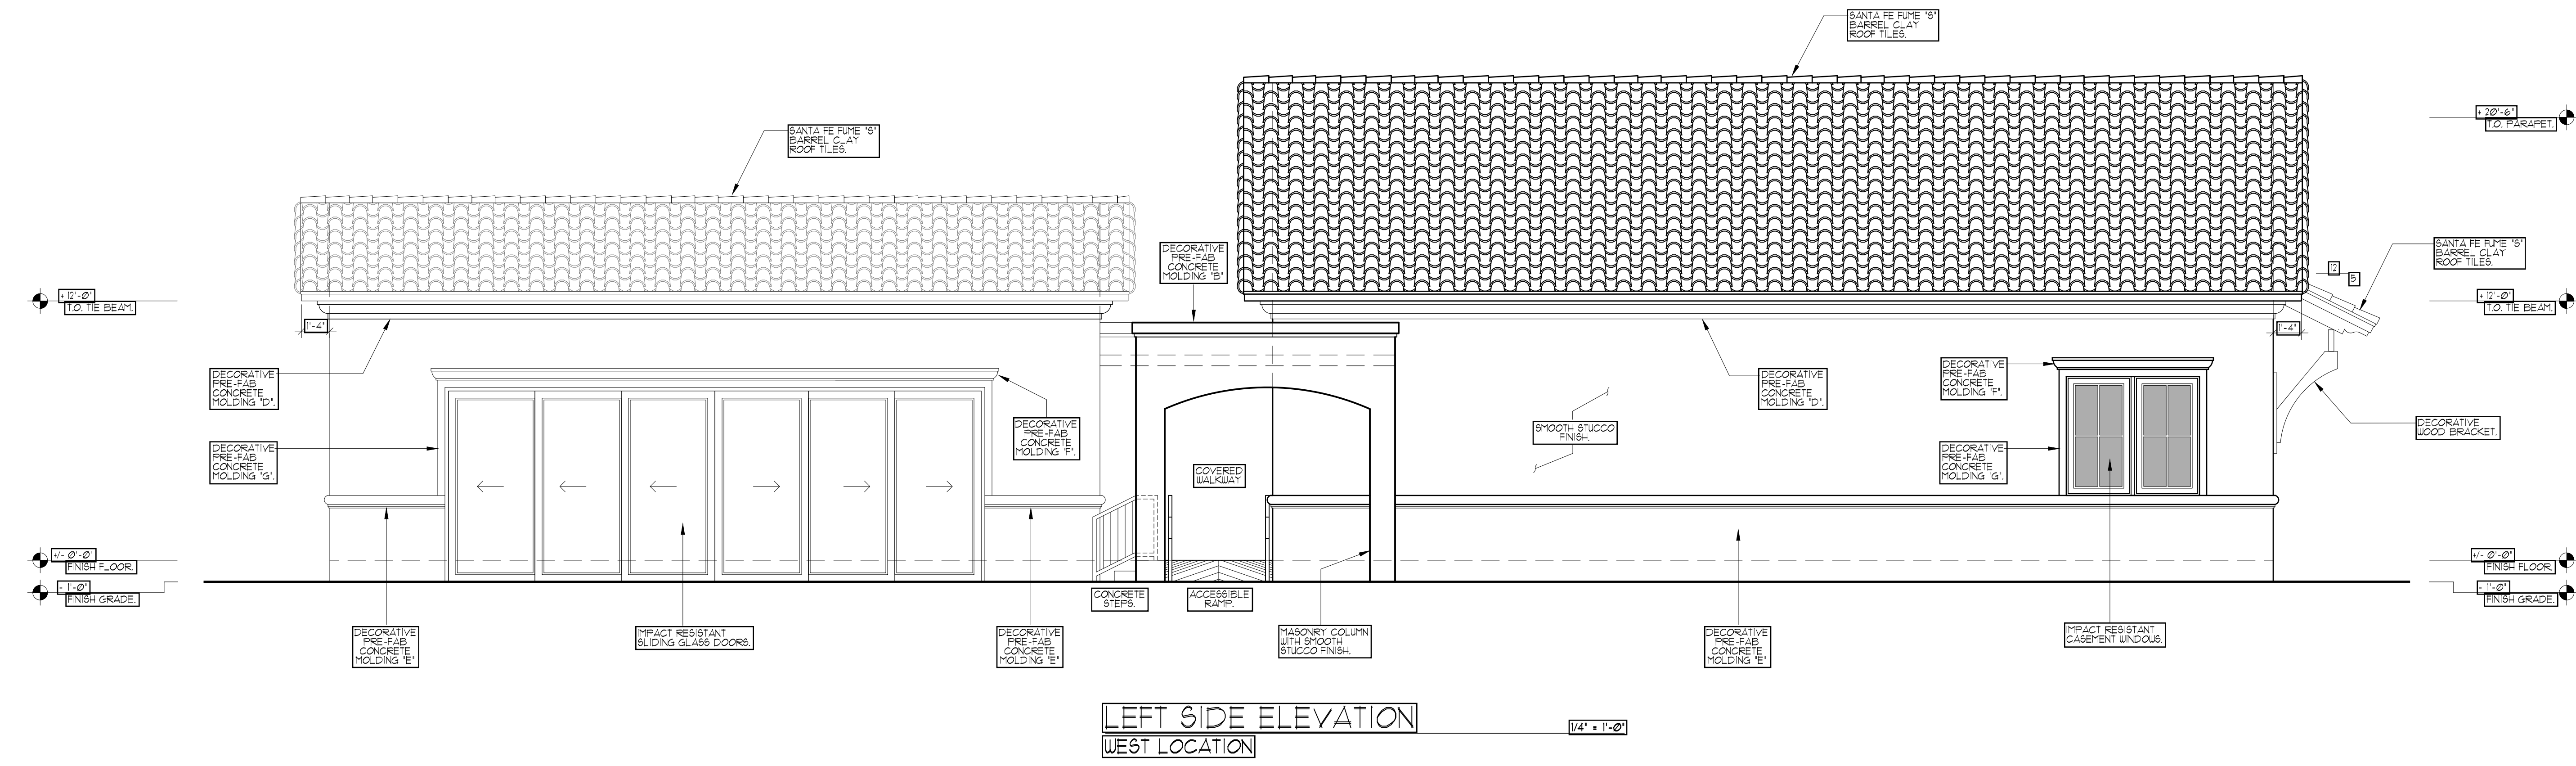 SANTA FE FUME "S"
BARREL CLAY
ROOF TILES.
SANTA FE FUME "S"
BARREL CLAY
ROOF TILES.
+ 20'-6"
T.O. PARAPET.
DECORATIVE
PRE-FAB
CONCRETE
MOLDING "B"
SANTA FE FUME "S"
BARREL CLAY
ROOF TILES.
12
5
+ 12'-0"
T.O. TIE BEAM.
+ 12'-0"
T.O. TIE BEAM.
1'-4"
1'-4"
DECORATIVE
PRE-FAB
CONCRETE
MOLDING "D".
DECORATIVE
PRE-FAB
CONCRETE
MOLDING "D".
DECORATIVE
PRE-FAB
CONCRETE
MOLDING "F".
DECORATIVE
PRE-FAB
CONCRETE
MOLDING "F".
SMOOTH STUCCO
FINISH.
DECORATIVE
WOOD BRACKET.
DECORATIVE
PRE-FAB
CONCRETE
MOLDING "G".
DECORATIVE
PRE-FAB
CONCRETE
MOLDING "G".
COVERED
WALKWAY
+/- 0'-0"
FINISH FLOOR.
- 1'-0"
FINISH GRADE.
+/- 0'-0"
FINISH FLOOR.
- 1'-0"
FINISH GRADE.
CONCRETE
STEPS.
ACCESSIBLE
RAMP.
DECORATIVE
PRE-FAB
CONCRETE
MOLDING "E"
IMPACT RESISTANT
SLIDING GLASS DOORS.
DECORATIVE
PRE-FAB
CONCRETE
MOLDING "E"
MASONRY COLUMN
WITH SMOOTH
STUCCO FINISH.
DECORATIVE
PRE-FAB
CONCRETE
MOLDING "E"
IMPACT RESISTANT
CASEMENT WINDOWS.
LEFT SIDE ELEVATION
1/4" = 1'-0"
WEST LOCATION